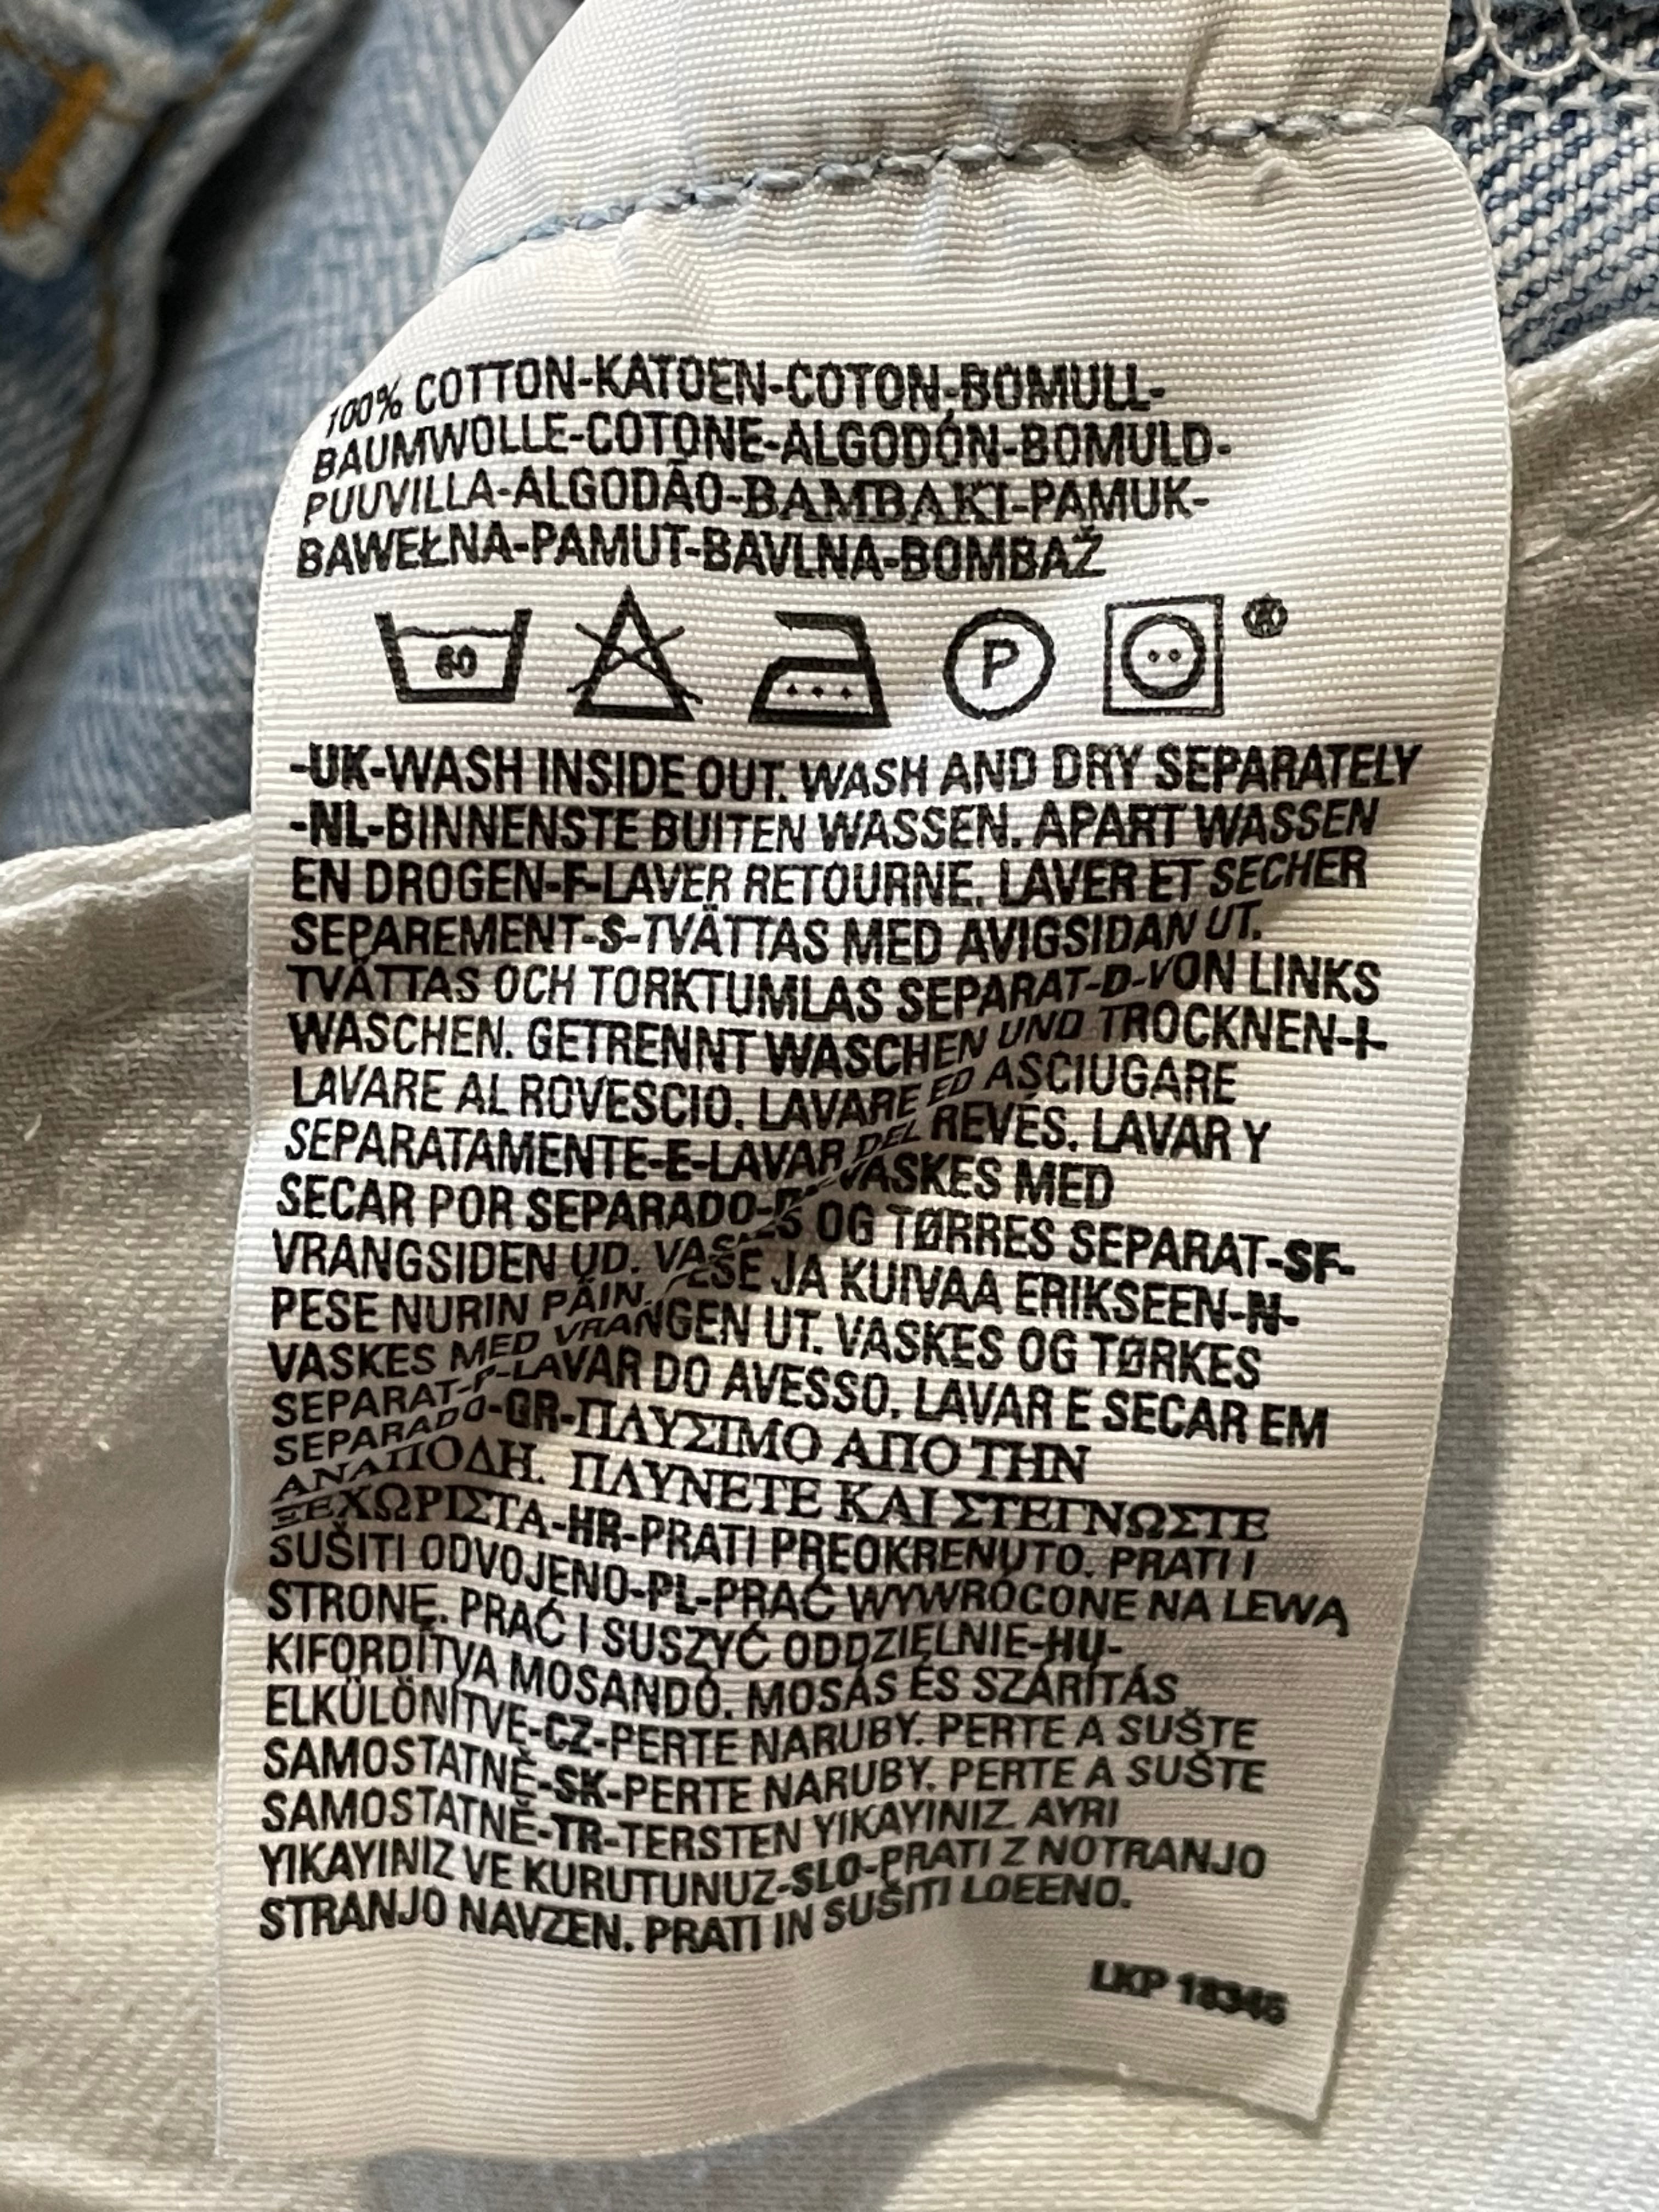 100% COTTON-KATOEN-COTON-BOMULL-
BAUMWOLLE-COTONE-ALGODÓN-BOMULD-
PUUVILLA-ALGODÃO-BAMBAKI-PAMUK-
BAWEŁNA-PAMUT-BAVLNA-BOMBAŽ
60 P ®
-UK-WASH INSIDE OUT. WASH AND DRY SEPARATELY
-NL-BINNENSTE BUITEN WASSEN. APART WASSEN
EN DROGEN-F-LAVER RETOURNE. LAVER ET SECHER
SEPAREMENT-S-TVÄTTAS MED AVIGSIDAN UT.
TVÄTTAS OCH TORKTUMLAS SEPARAT-D-VON LINKS
WASCHEN. GETRENNT WASCHEN UND TROCKNEN-I-
LAVARE AL ROVESCIO. LAVARE ED ASCIUGARE
SEPARATAMENTE-E-LAVAR DEL REVÉS. LAVAR Y
SECAR POR SEPARADO- VASKES MED
VRANGSIDEN UD. OG TØRRES SEPARAT-SF-
PESE NURIN PÄIN. PESE JA KUIVAA ERIKSEEN-N-
VASKES MED VRANGEN UT. VASKES OG TØRKES
SEPARAT-P-LAVAR DO AVESSO. LAVAR E SECAR EM
SEPARADO-GR-ΠΛΥΣΙΜΟ ΑΠΟ ΤΗΝ
ΑΝΑΠΟΔΗ. ΠΛΥΝΕΤΕ ΚΑΙ ΣΤΕΓΝΩΣΤΕ
ΞΕΧΩΡΙΣΤΑ-HR-PRATI PREOKRENUTO. PRATI I
SUŠITI ODVOJENO-PL-PRAĆ WYWRÓCONE NA LEWĄ
STRONĘ. PRAĆ I SUSZYĆ ODDZIELNIE-HU-
KIFORDÍTVA MOSANDÓ. MOSÁS ÉS SZÁRÍTÁS
ELKÜLÖNÍTVE-CZ-PERTE NARUBY. PERTE A SUŠTE
SAMOSTATNĚ-SK-PERTE NARUBY. PERTE A SUŠTE
SAMOSTATNĚ-TR-TERSTEN YIKAYINIZ. AYRI
YIKAYINIZ VE KURUTUNUZ-SLO-PRATI Z NOTRANJO
STRANJO NAVZEN. PRATI IN SUŠITI LOEENO.
LKP 18346